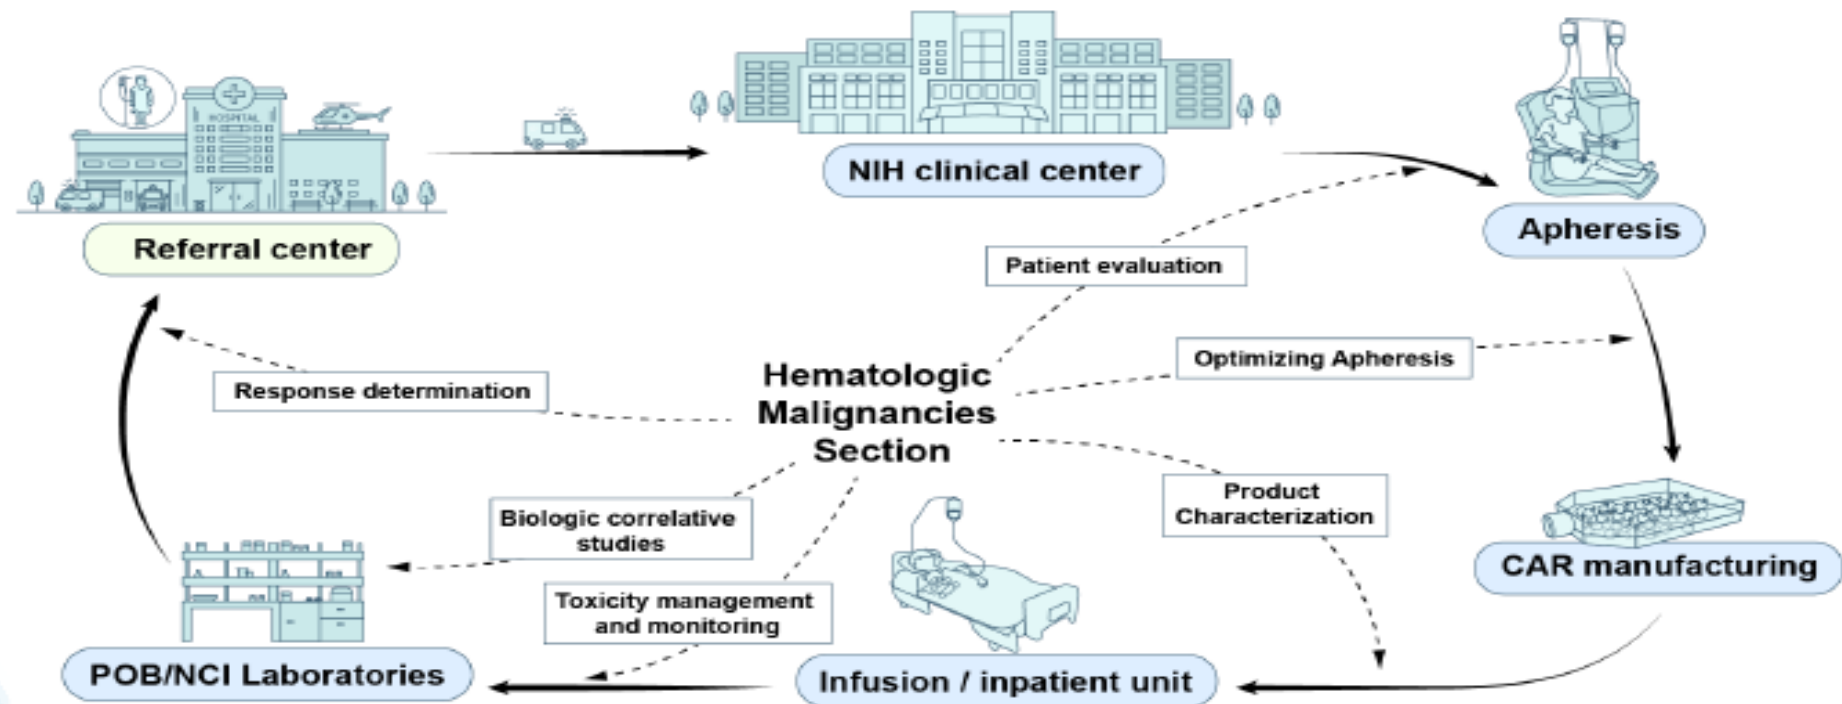 HOSPITAL
NIH clinical center
Referral center
Apheresis
Patient evaluation
Optimizing Apheresis
Response determination
Hematologic
Malignancies
Section
Product
Characterization
Biologic correlative
studies
CAR manufacturing
Toxicity management
and monitoring
POB/NCI Laboratories
Infusion / inpatient unit